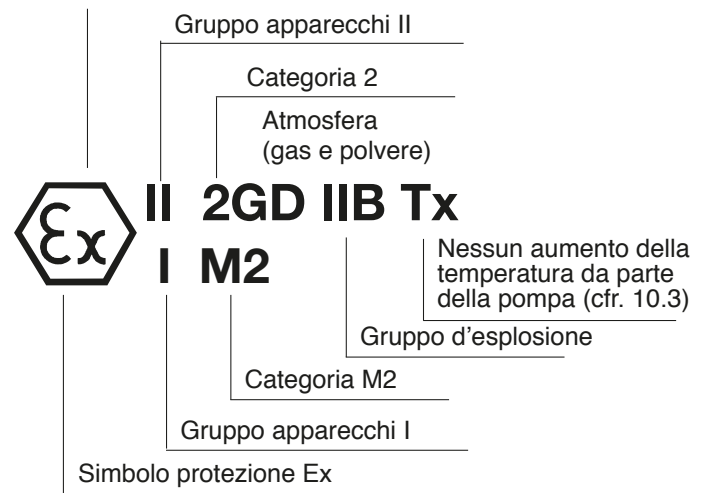 Gruppo apparecchi II
Categoria 2
Atmosfera
(gas e polvere)
Ex II 2GD IIB Tx
I M2
Nessun aumento della
temperatura da parte
della pompa (cfr. 10.3)
Gruppo d’esplosione
Categoria M2
Gruppo apparecchi I
Simbolo protezione Ex